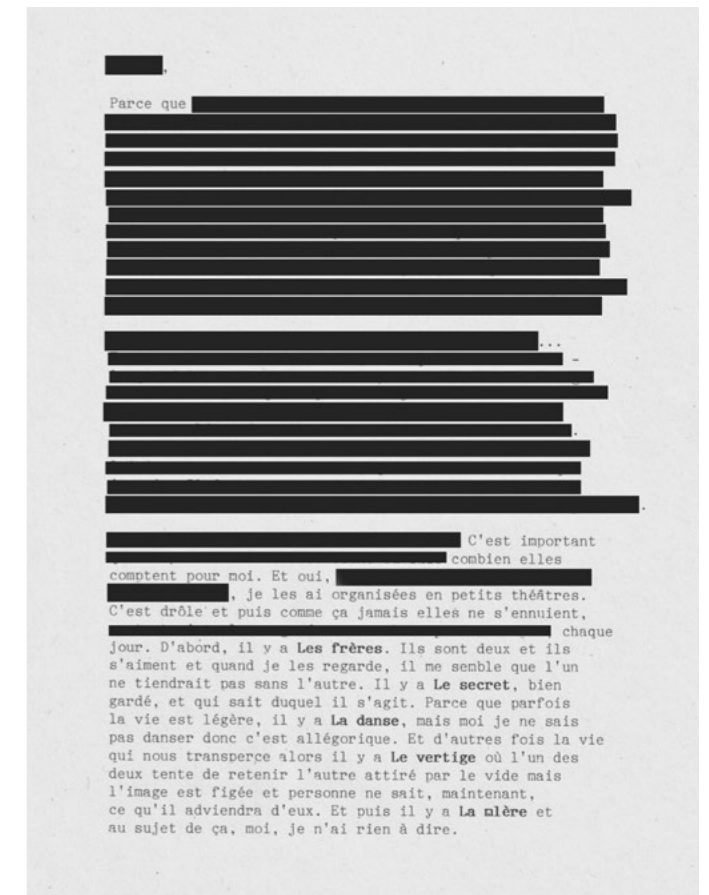 ,
Parce que
...
-
.
.
C'est important
combien elles
comptent pour moi. Et oui,
, je les ai organisées en petits théâtres.
C'est drôle et puis comme ça jamais elles ne s'ennuient,
chaque
jour. D'abord, il y a Les frères. Ils sont deux et ils
s'aiment et quand je les regarde, il me semble que l'un
ne tiendrait pas sans l'autre. Il y a Le secret, bien
gardé, et qui sait duquel il s'agit. Parce que parfois
la vie est légère, il y a La danse, mais moi je ne sais
pas danser donc c'est allégorique. Et d'autres fois la vie
qui nous transperce alors il y a Le vertige où l'un des
deux tente de retenir l'autre attiré par le vide mais
l'image est figée et personne ne sait, maintenant,
ce qu'il adviendra d'eux. Et puis il y a La et
au sujet de ça, moi, je n'ai rien à dire.